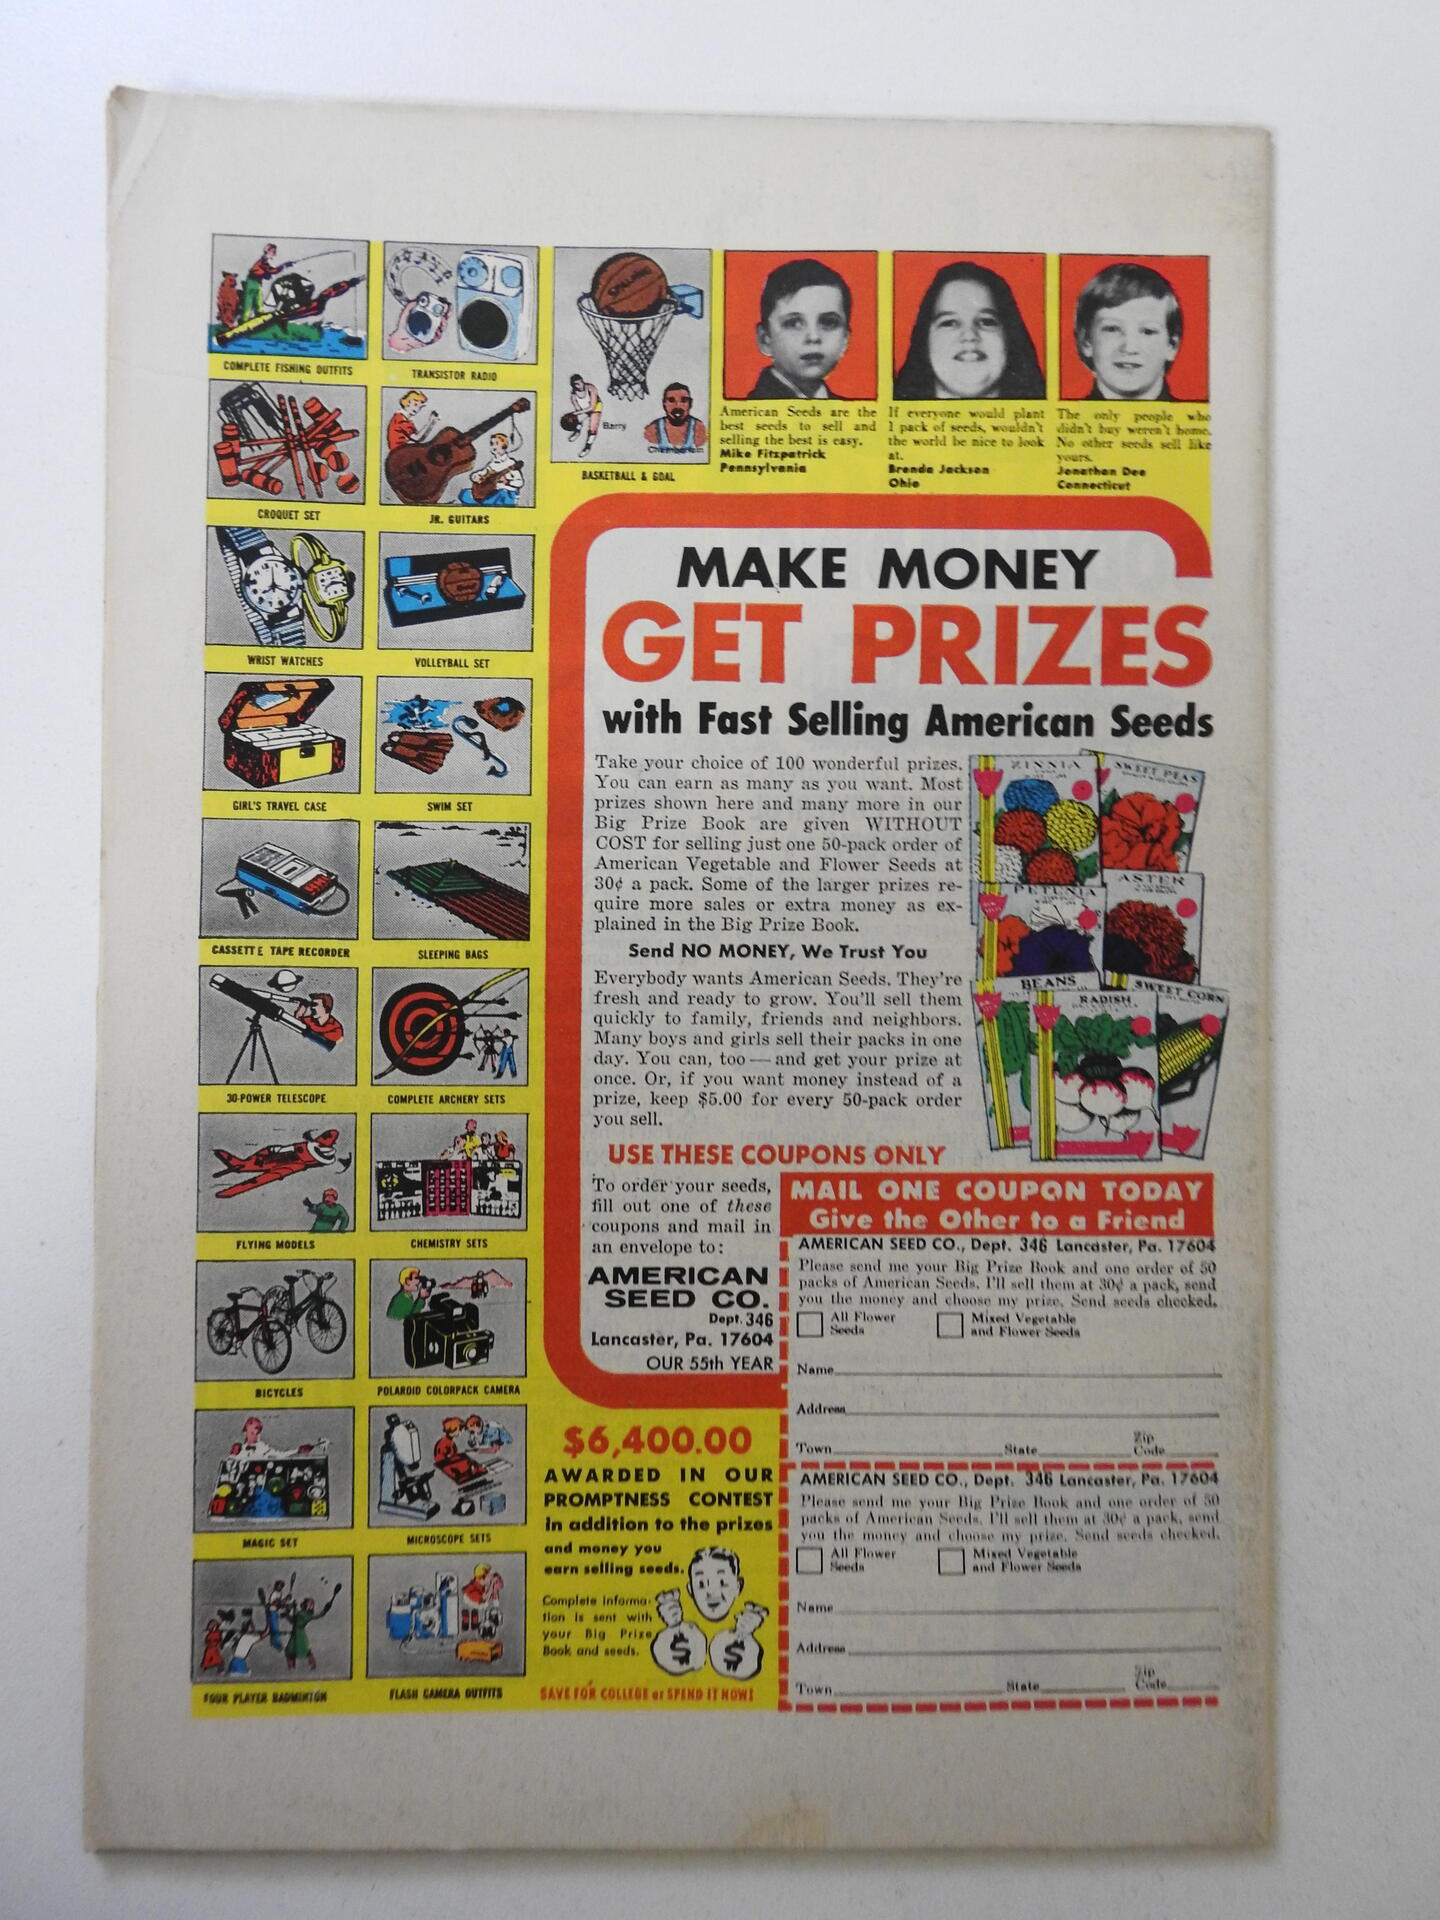 COMPLETE FISHING OUTFITS
TRANSISTOR RADIO
CROQUET SET
JR. GUITARS
WRIST WATCHES
VOLLEYBALL SET
GIRL'S TRAVEL CASE
SWIM SET
CASSETTE TAPE RECORDER
SLEEPING BAGS
30-POWER TELESCOPE
COMPLETE ARCHERY SETS
FLYING MODELS
CHEMISTRY SETS
BICYCLES
POLAROID COLORPACK CAMERA
MAGIC SET
MICROSCOPE SETS
FOUR PLAYER BADMINTON
FLASH CAMERA OUTFITS
SPALDING
Barry
Chamberlain
BASKETBALL & GOAL
American Seeds are the
best seeds to sell and
selling the best is easy.
Mike Fitzpatrick
Pennsylvania
If everyone would plant
1 pack of seeds, wouldn't
the world be nice to look
at.
Brenda Jackson
Ohio
The only people who
didn't buy weren't home.
No other seeds sell like
yours.
Jonathan Dee
Connecticut
MAKE MONEY
GET PRIZES
with Fast Selling American Seeds
Take your choice of 100 wonderful prizes.
You can earn as many as you want. Most
prizes shown here and many more in our
Big Prize Book are given WITHOUT
COST for selling just one 50-pack order of
American Vegetable and Flower Seeds at
30¢ a pack. Some of the larger prizes re-
quire more sales or extra money as ex-
plained in the Big Prize Book.
Send NO MONEY, We Trust You
Everybody wants American Seeds. They're
fresh and ready to grow. You'll sell them
quickly to family, friends and neighbors.
Many boys and girls sell their packs in one
day. You can, too — and get your prize at
once. Or, if you want money instead of a
prize, keep $5.00 for every 50-pack order
you sell.
ZINNIA
SWEET PEAS
PETUNIA
ASTER
BEANS
RADISH
SWEET CORN
USE THESE COUPONS ONLY
To order your seeds,
fill out one of these
coupons and mail in
an envelope to:
AMERICAN
SEED CO.
Dept. 346
Lancaster, Pa. 17604
OUR 55th YEAR
MAIL ONE COUPON TODAY
Give the Other to a Friend
AMERICAN SEED CO., Dept. 346 Lancaster, Pa. 17604
Please send me your Big Prize Book and one order of 50
packs of American Seeds. I'll sell them at 30¢ a pack, send
you the money and choose my prize. Send seeds checked.
All Flower Seeds
Mixed Vegetable and Flower Seeds
Name
Address
Town State Zip Code
AMERICAN SEED CO., Dept. 346 Lancaster, Pa. 17604
Please send me your Big Prize Book and one order of 50
packs of American Seeds. I'll sell them at 30¢ a pack, send
you the money and choose my prize. Send seeds checked.
All Flower Seeds
Mixed Vegetable and Flower Seeds
Name
Address
Town State Zip Code
$6,400.00
AWARDED IN OUR
PROMPTNESS CONTEST
in addition to the prizes
and money you
earn selling seeds.
Complete informa-
tion is sent with
your Big Prize
Book and seeds.
$ $
SAVE FOR COLLEGE or SPEND IT NOW!